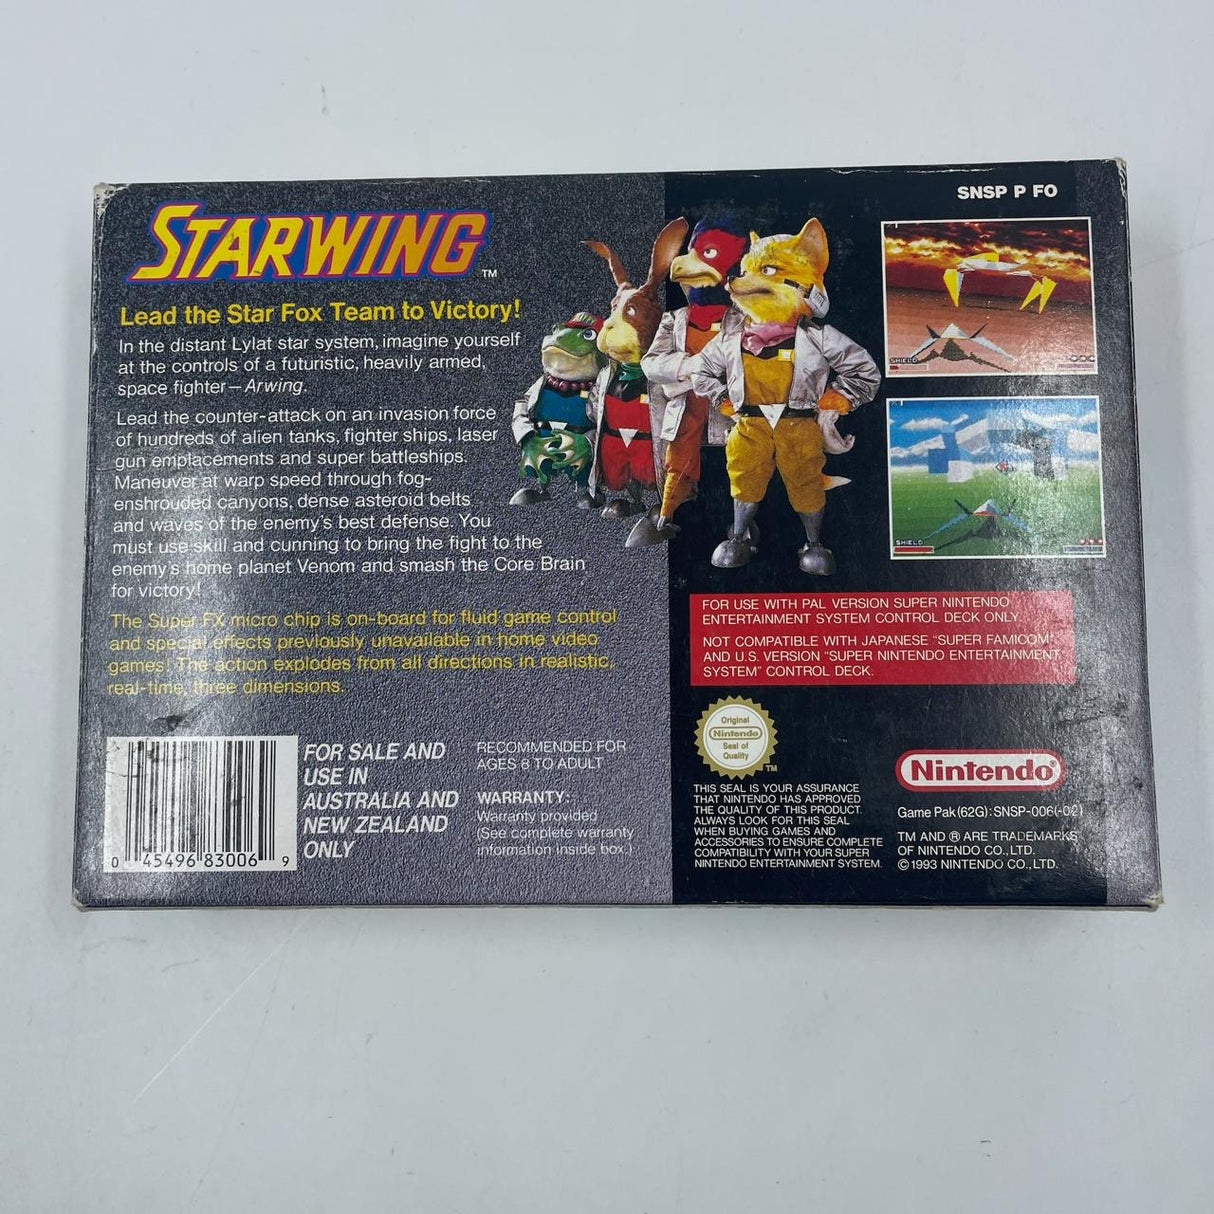 SNSP P FO
STARWING™
Lead the Star Fox Team to Victory!
In the distant Lylat star system, imagine yourself
at the controls of a futuristic, heavily armed,
space fighter—Arwing.
Lead the counter-attack on an invasion force
of hundreds of alien tanks, fighter ships, laser
gun emplacements and super battleships.
Maneuver at warp speed through fog-
enshrouded canyons, dense asteroid belts
and waves of the enemy's best defense. You
must use skill and cunning to bring the fight to the
enemy's home planet Venom and smash the Core Brain
for victory!
The Super FX micro chip is on-board for fluid game control
and special effects previously unavailable in home video
games! The action explodes from all directions in realistic,
real-time, three dimensions.
SHIELD
SHIELD
FOR USE WITH PAL VERSION SUPER NINTENDO
ENTERTAINMENT SYSTEM CONTROL DECK ONLY.
NOT COMPATIBLE WITH JAPANESE "SUPER FAMICOM"
AND U.S. VERSION "SUPER NINTENDO ENTERTAINMENT
SYSTEM" CONTROL DECK.
0 45496 83006 9
FOR SALE AND
USE IN
AUSTRALIA AND
NEW ZEALAND
ONLY
RECOMMENDED FOR
AGES 8 TO ADULT
WARRANTY:
Warranty provided
(See complete warranty
information inside box.)
Original
Nintendo
Seal of
Quality
TM
THIS SEAL IS YOUR ASSURANCE
THAT NINTENDO HAS APPROVED
THE QUALITY OF THIS PRODUCT.
ALWAYS LOOK FOR THIS SEAL
WHEN BUYING GAMES AND
ACCESSORIES TO ENSURE COMPLETE
COMPATIBILITY WITH YOUR SUPER
NINTENDO ENTERTAINMENT SYSTEM.
Nintendo®
Game Pak (62G): SNSP-006(-02)
TM AND ® ARE TRADEMARKS
OF NINTENDO CO., LTD.
©1993 NINTENDO CO., LTD.